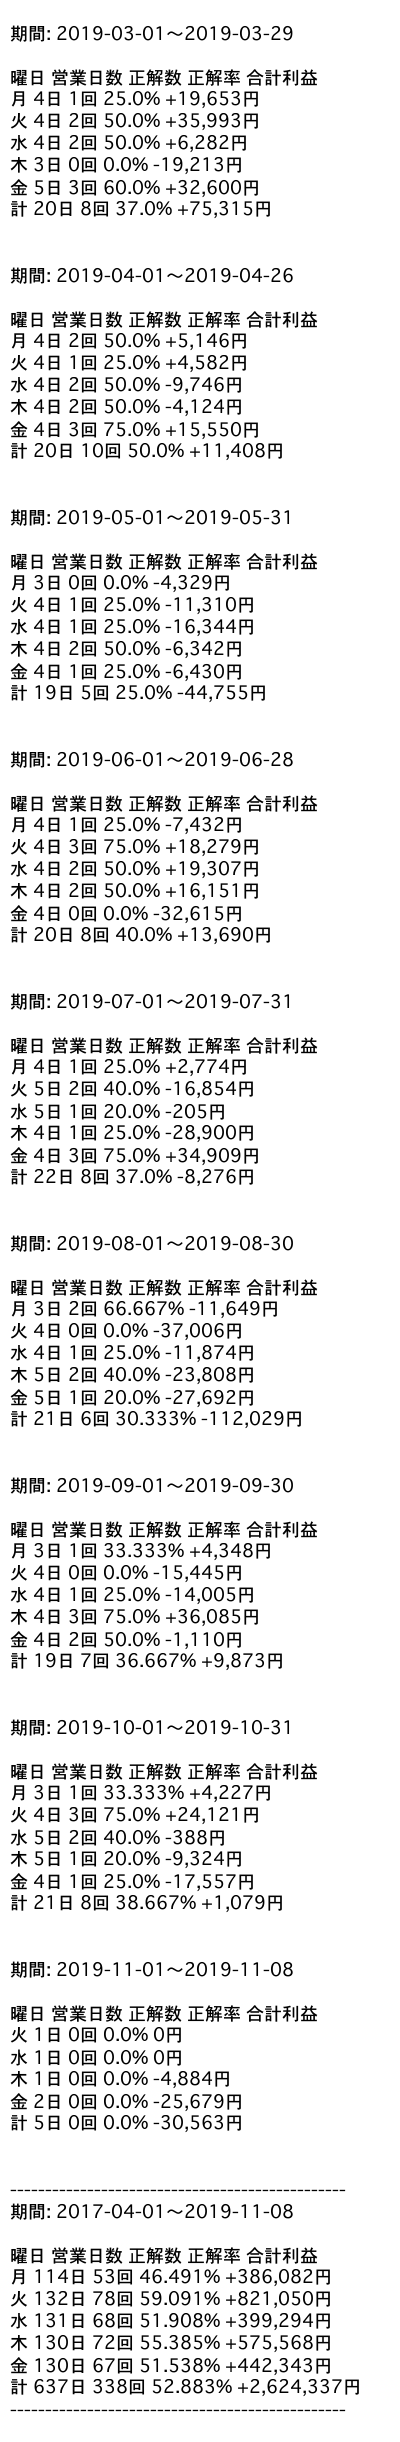 期間: 2019-03-01〜2019-03-29
曜日 営業日数 正解数 正解率 合計利益
月 4日 1回 25.0% +19,653円
火 4日 2回 50.0% +35,993円
水 4日 2回 50.0% +6,282円
木 3日 0回 0.0% -19,213円
金 5日 3回 60.0% +32,600円
計 20日 8回 37.0% +75,315円
期間: 2019-04-01〜2019-04-26
曜日 営業日数 正解数 正解率 合計利益
月 4日 2回 50.0% +5,146円
火 4日 1回 25.0% +4,582円
水 4日 2回 50.0% -9,746円
木 4日 2回 50.0% -4,124円
金 4日 3回 75.0% +15,550円
計 20日 10回 50.0% +11,408円
期間: 2019-05-01〜2019-05-31
曜日 営業日数 正解数 正解率 合計利益
月 3日 0回 0.0% -4,329円
火 4日 1回 25.0% -11,310円
水 4日 1回 25.0% -16,344円
木 4日 2回 50.0% -6,342円
金 4日 1回 25.0% -6,430円
計 19日 5回 25.0% -44,755円
期間: 2019-06-01〜2019-06-28
曜日 営業日数 正解数 正解率 合計利益
月 4日 1回 25.0% -7,432円
火 4日 3回 75.0% +18,279円
水 4日 2回 50.0% +19,307円
木 4日 2回 50.0% +16,151円
金 4日 0回 0.0% -32,615円
計 20日 8回 40.0% +13,690円
期間: 2019-07-01〜2019-07-31
曜日 営業日数 正解数 正解率 合計利益
月 4日 1回 25.0% +2,774円
火 5日 2回 40.0% -16,854円
水 5日 1回 20.0% -205円
木 4日 1回 25.0% -28,900円
金 4日 3回 75.0% +34,909円
計 22日 8回 37.0% -8,276円
期間: 2019-08-01〜2019-08-30
曜日 営業日数 正解数 正解率 合計利益
月 3日 2回 66.667% -11,649円
火 4日 0回 0.0% -37,006円
水 4日 1回 25.0% -11,874円
木 5日 2回 40.0% -23,808円
金 5日 1回 20.0% -27,692円
計 21日 6回 30.333% -112,029円
期間: 2019-09-01〜2019-09-30
曜日 営業日数 正解数 正解率 合計利益
月 3日 1回 33.333% +4,348円
火 4日 0回 0.0% -15,445円
水 4日 1回 25.0% -14,005円
木 4日 3回 75.0% +36,085円
金 4日 2回 50.0% -1,110円
計 19日 7回 36.667% +9,873円
期間: 2019-10-01〜2019-10-31
曜日 営業日数 正解数 正解率 合計利益
月 3日 1回 33.333% +4,227円
火 4日 3回 75.0% +24,121円
水 5日 2回 40.0% -388円
木 5日 1回 20.0% -9,324円
金 4日 1回 25.0% -17,557円
計 21日 8回 38.667% +1,079円
期間: 2019-11-01〜2019-11-08
曜日 営業日数 正解数 正解率 合計利益
火 1日 0回 0.0% 0円
水 1日 0回 0.0% 0円
木 1日 0回 0.0% -4,884円
金 2日 0回 0.0% -25,679円
計 5日 0回 0.0% -30,563円
------------------------------------------------
期間: 2017-04-01〜2019-11-08
曜日 営業日数 正解数 正解率 合計利益
月 114日 53回 46.491% +386,082円
火 132日 78回 59.091% +821,050円
水 131日 68回 51.908% +399,294円
木 130日 72回 55.385% +575,568円
金 130日 67回 51.538% +442,343円
計 637日 338回 52.883% +2,624,337円
------------------------------------------------